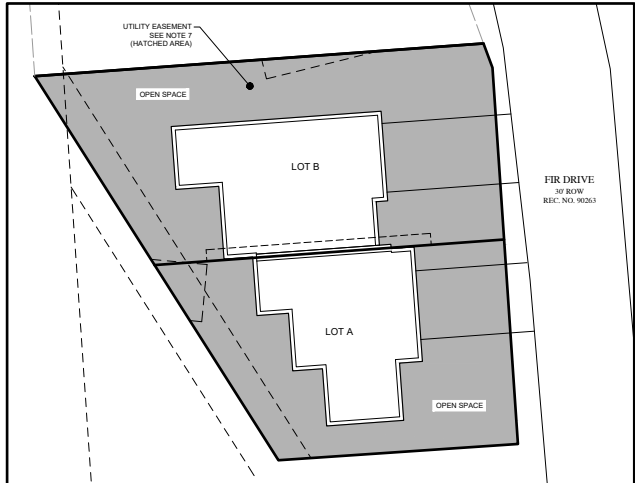 UTILITY EASEMENT
SEE NOTE 7
(HATCHED AREA)
OPEN SPACE
LOT B
FIR DRIVE
30' ROW
REC. NO. 90263
LOT A
OPEN SPACE